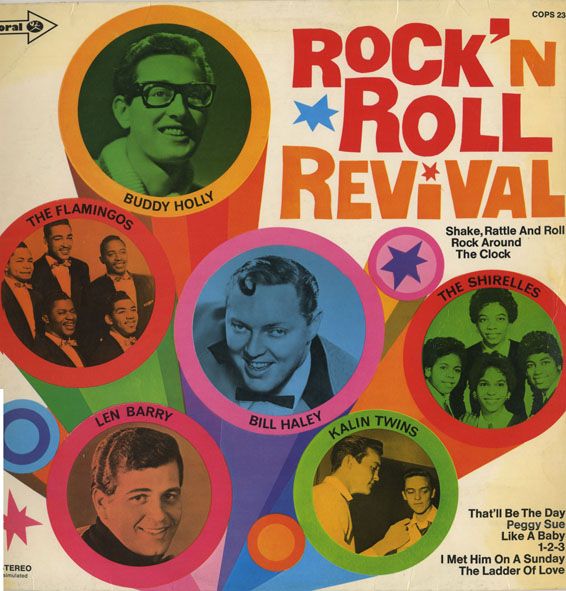 oral
COPS 23
ROCK'N
ROLL
REVIVAL
BUDDY HOLLY
THE FLAMINGOS
Shake, Rattle And Roll
Rock Around
The Clock
THE SHIRELLES
BILL HALEY
LEN BARRY
KALIN TWINS
That'll Be The Day
Peggy Sue
Like A Baby
1-2-3
I Met Him On A Sunday
The Ladder Of Love
STEREO
simulated